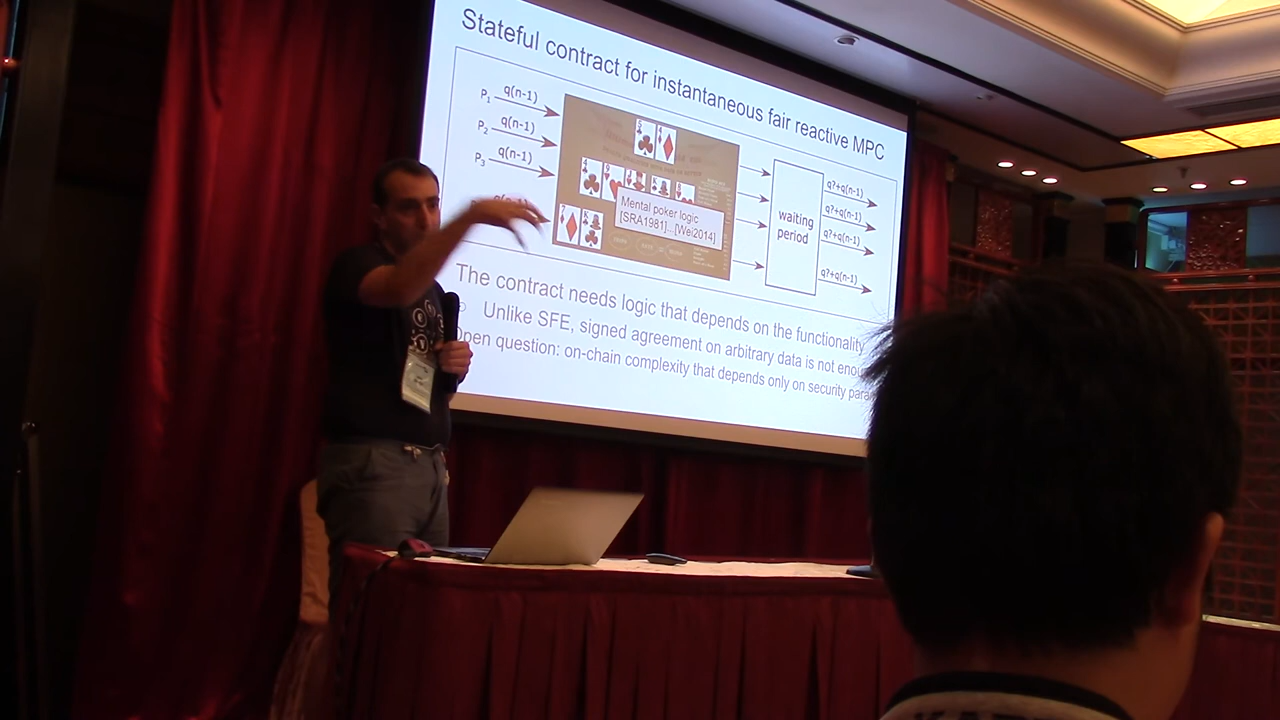 Stateful contract for instantaneous fair reactive MPC
P1 q(n-1)
P2 q(n-1)
P3 q(n-1)
Mental poker logic
[SRA1981]...[Wei2014]
waiting
period
q?+q(n-1)
q?+q(n-1)
q?+q(n-1)
q?+q(n-1)
The contract needs logic that depends on the functionality
Unlike SFE, signed agreement on arbitrary data is not
question: on-chain complexity that depends only on security